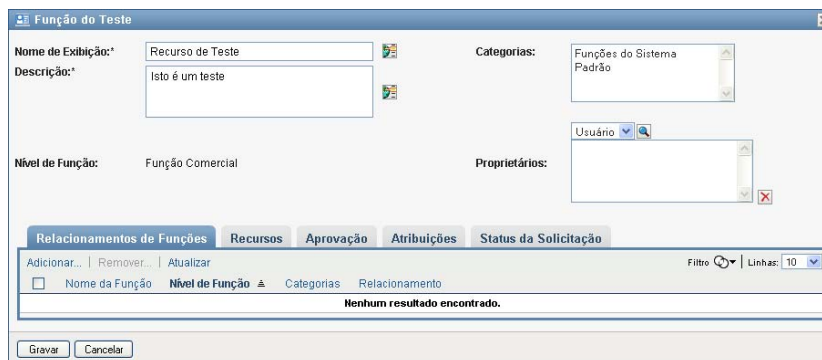 Função do Teste
Nome de Exibição:* Recurso de Teste
Categorias: Funções do Sistema
Padrão
Descrição:* Isto é um teste
Usuário
Nível de Função: Função Comercial
Proprietários:
Relacionamentos de Funções Recursos Aprovação Atribuições Status da Solicitação
Adicionar... | Remover... | Atualizar Filtro | Linhas: 10
Nome da Função Nível de Função Categorias Relacionamento
Nenhum resultado encontrado.
Gravar Cancelar